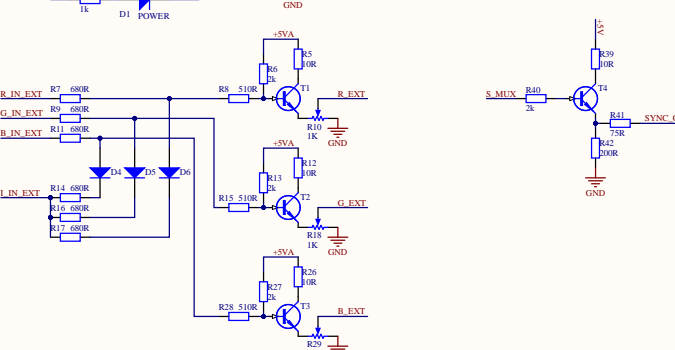 1k
D1 POWER
GND
+5VA
R5
10R
R6
2k
T1
R_IN_EXT R7 680R
R8 510R
R_EXT
G_IN_EXT R9 680R
R10
1K
GND
B_IN_EXT R11 680R
D4 D5 D6
+5VA
R12
10R
R13
2k
T2
I_IN_EXT R14 680R
R15 510R
G_EXT
R16 680R
R17 680R
R18
1K
GND
+5VA
R26
10R
R27
2k
T3
R28 510R
B_EXT
R29
+5V
R39
10R
T4
S_MUX R40
2k
R41
75R
R42
200R
GND